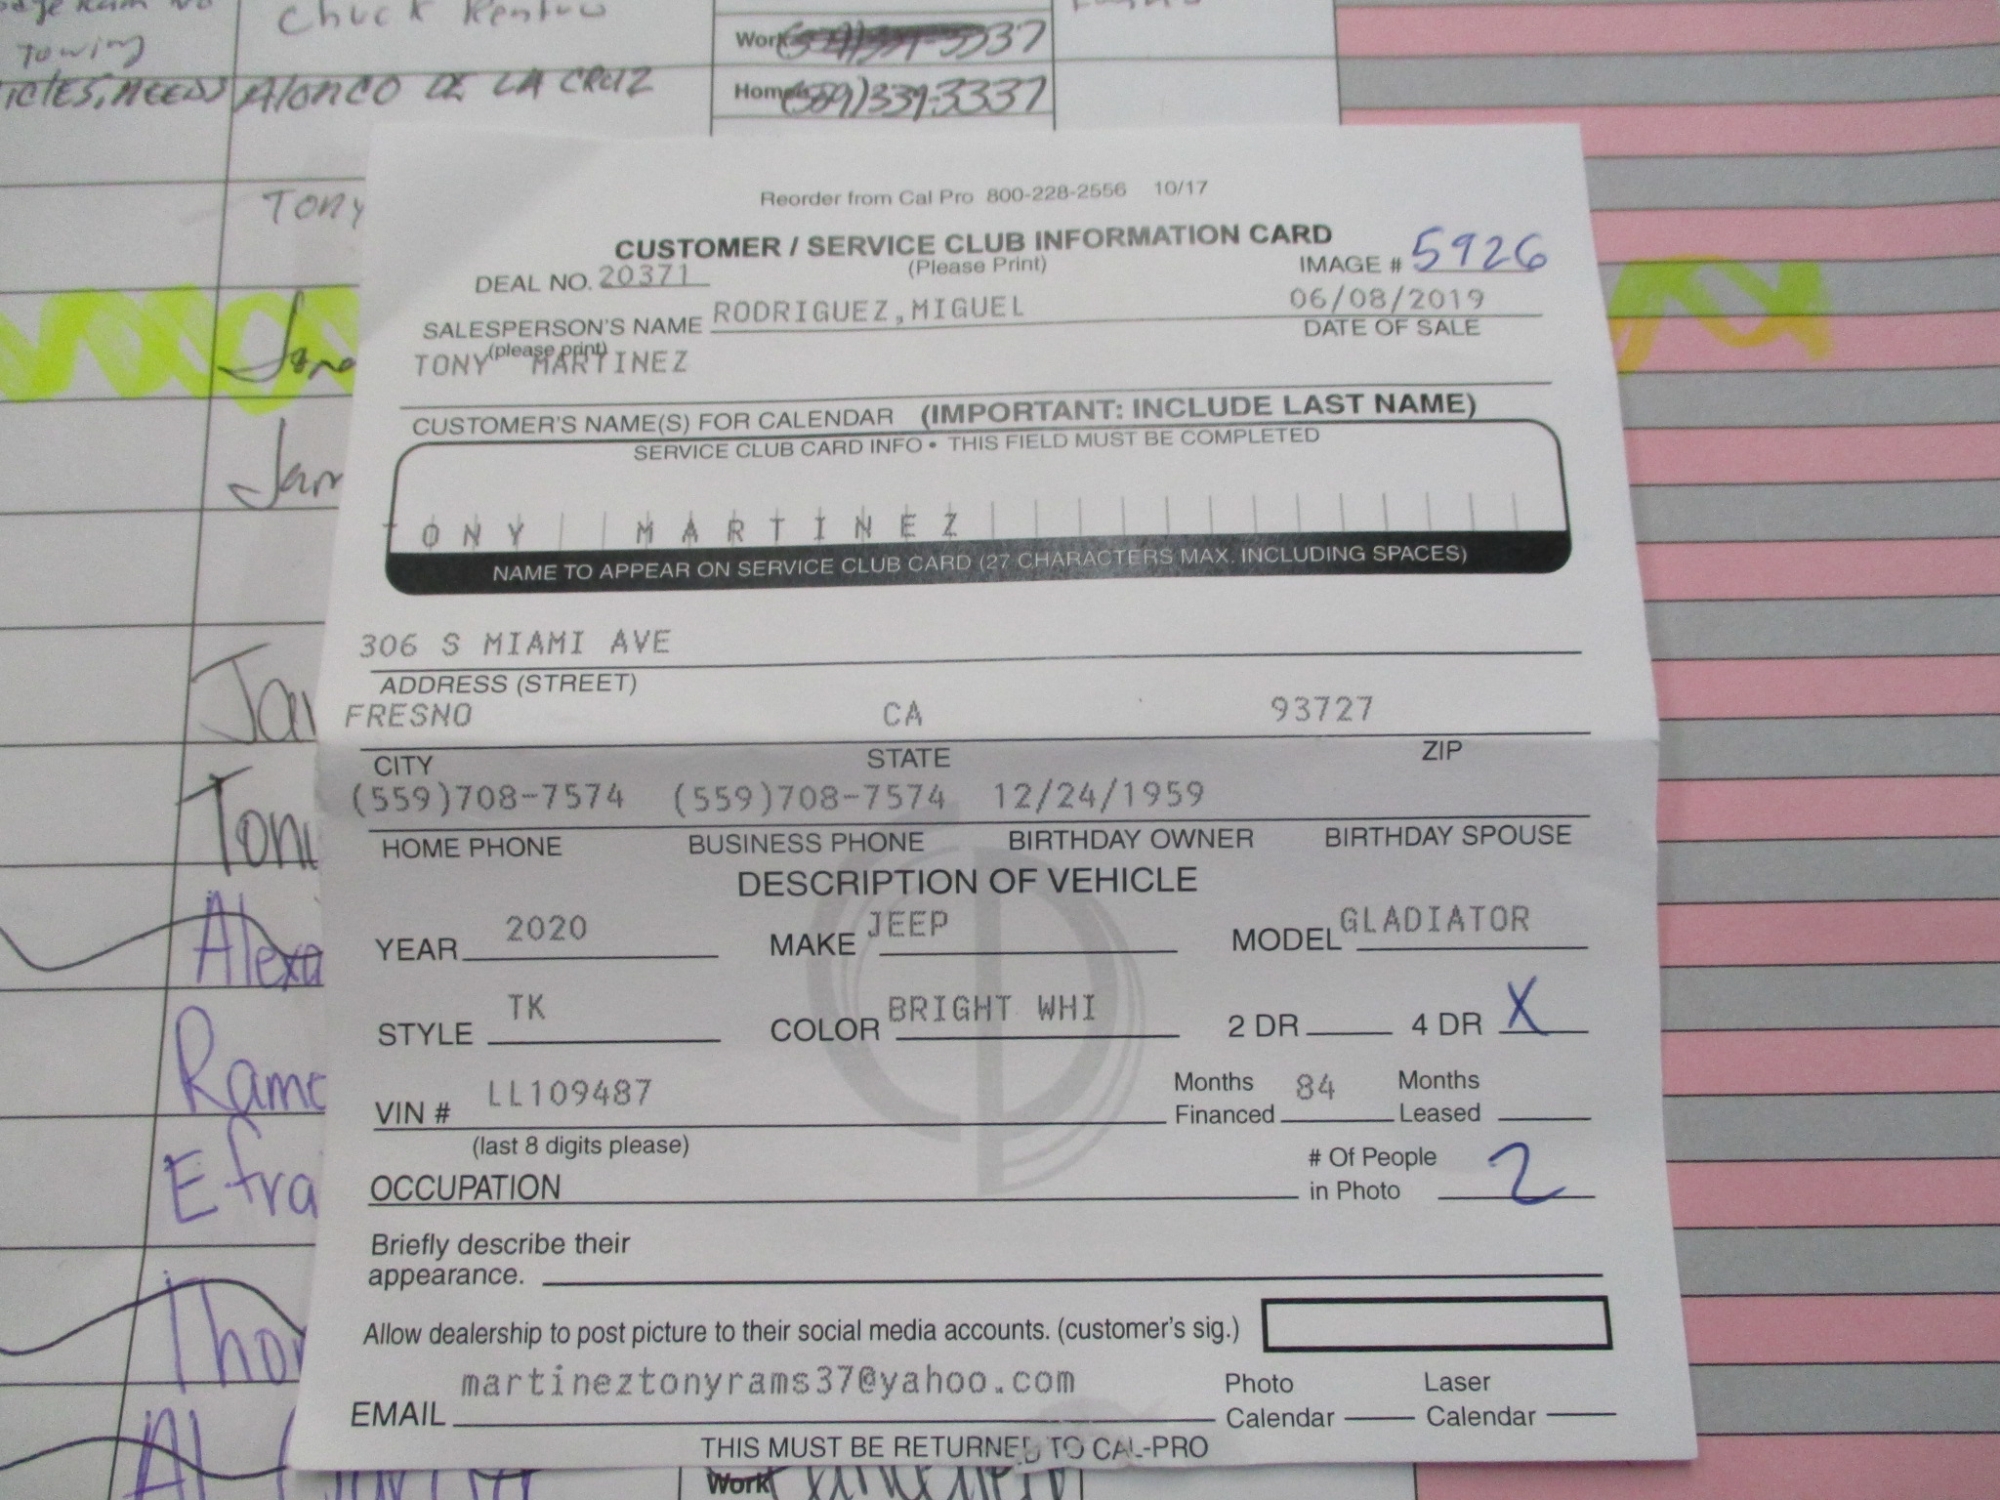 Towing
Alonco DE LA CRUZ
Work
Home (559)339-3337
Tony
Reorder from Cal Pro 800-228-2556 10/17
CUSTOMER / SERVICE CLUB INFORMATION CARD
(Please Print)
DEAL NO. 20371
IMAGE # 5926
SALESPERSON'S NAME RODRIGUEZ,MIGUEL
(please print)
06/08/2019
DATE OF SALE
TONY MARTINEZ
CUSTOMER'S NAME(S) FOR CALENDAR (IMPORTANT: INCLUDE LAST NAME)
SERVICE CLUB CARD INFO • THIS FIELD MUST BE COMPLETED
TONY MARTINEZ
NAME TO APPEAR ON SERVICE CLUB CARD (27 CHARACTERS MAX. INCLUDING SPACES)
306 S MIAMI AVE
ADDRESS (STREET)
FRESNO CA 93727
CITY STATE ZIP
(559)708-7574 (559)708-7574 12/24/1959
HOME PHONE BUSINESS PHONE BIRTHDAY OWNER BIRTHDAY SPOUSE
DESCRIPTION OF VEHICLE
YEAR 2020 MAKE JEEP MODEL GLADIATOR
STYLE TK COLOR BRIGHT WHI 2 DR 4 DR X
VIN # LL109487 Months Financed 84 Months Leased
(last 8 digits please)
OCCUPATION # Of People in Photo 2
Briefly describe their
appearance.
Allow dealership to post picture to their social media accounts. (customer's sig.)
EMAIL martineztonyrams37@yahoo.com Photo Calendar Laser Calendar
THIS MUST BE RETURNED TO CAL-PRO
Work